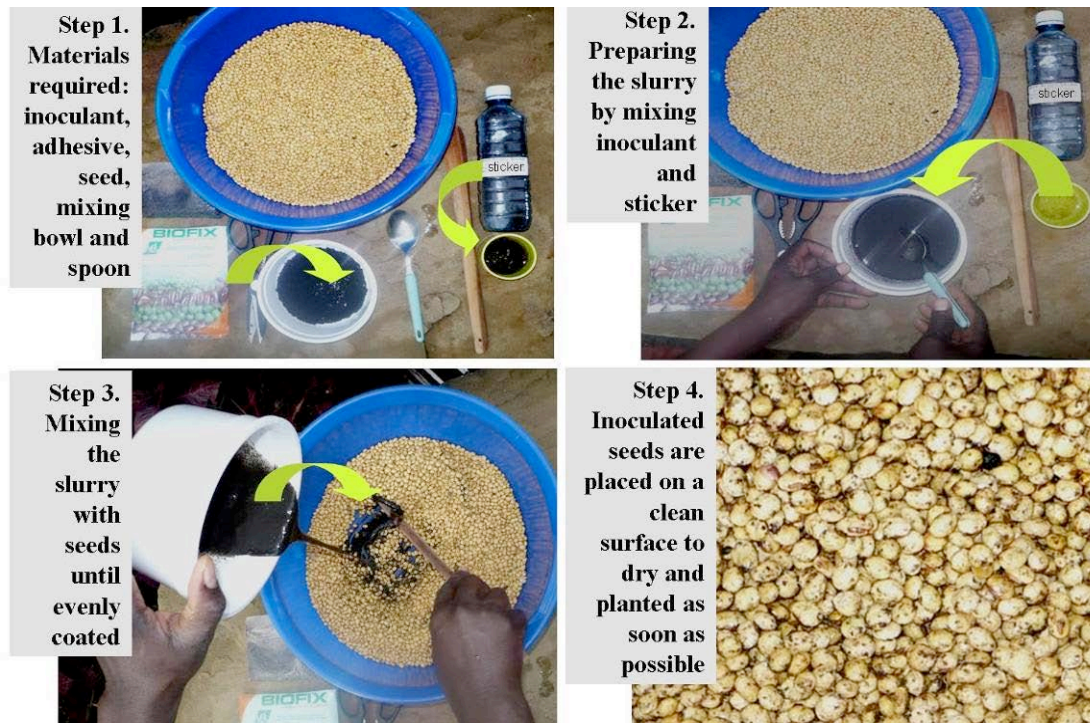 Step 1.
Materials
required:
inoculant,
adhesive,
seed,
mixing
bowl and
spoon
sticker
BIOFIX
Step 2.
Preparing
the slurry
by mixing
inoculant
and
sticker
sticker
Step 3.
Mixing
the
slurry
with
seeds
until
evenly
coated
BIOFIX
Step 4.
Inoculated
seeds are
placed on a
clean
surface to
dry and
planted as
soon as
possible